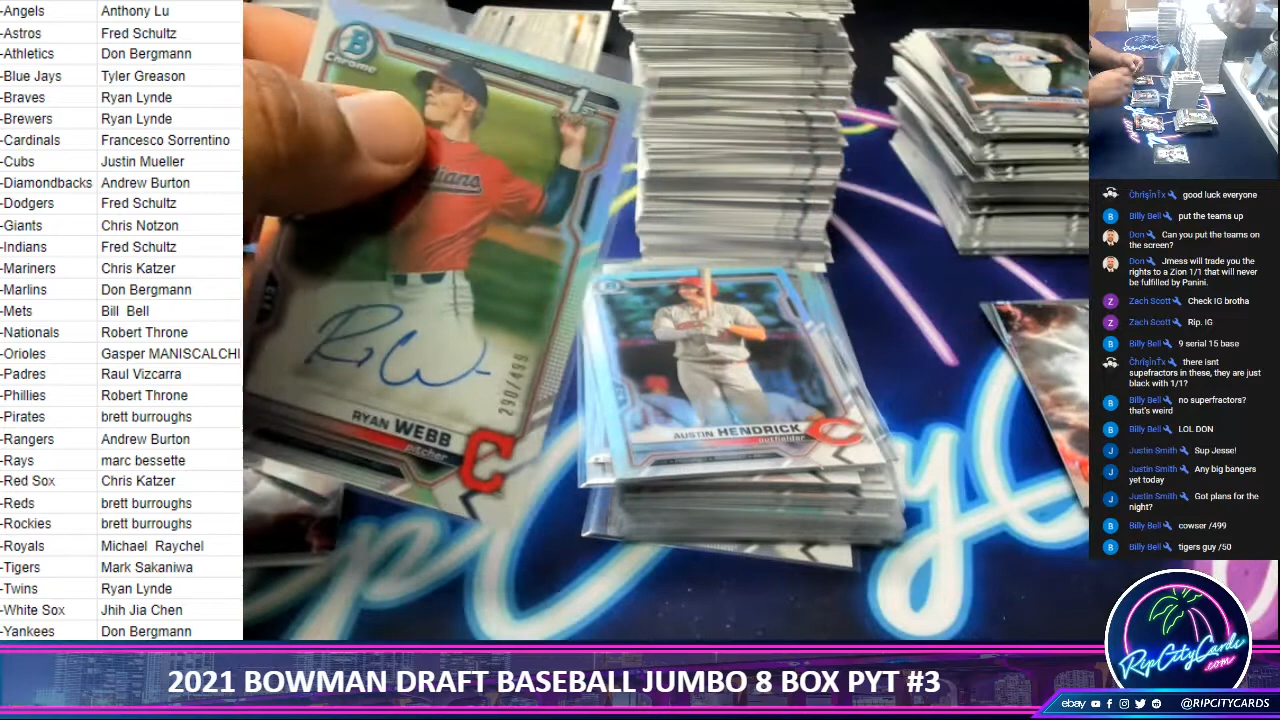 -Angels Anthony Lu
-Astros Fred Schultz
-Athletics Don Bergmann
-Blue Jays Tyler Greason
-Braves Ryan Lynde
-Brewers Ryan Lynde
-Cardinals Francesco Sorrentino
-Cubs Justin Mueller
-Diamondbacks Andrew Burton
-Dodgers Fred Schultz
-Giants Chris Notzon
-Indians Fred Schultz
-Mariners Chris Katzer
-Marlins Don Bergmann
-Mets Bill Bell
-Nationals Robert Throne
-Orioles Gasper MANISCALCHI
-Padres Raul Vizcarra
-Phillies Robert Throne
-Pirates brett burroughs
-Rangers Andrew Burton
-Rays marc bessette
-Red Sox Chris Katzer
-Reds brett burroughs
-Rockies brett burroughs
-Royals Michael Raychel
-Tigers Mark Sakaniwa
-Twins Ryan Lynde
-White Sox Jhih Jia Chen
-Yankees Don Bergmann
B
Chrome
1st
dians
290/499
RYAN WEBB
pitcher
C
AUSTIN HENDRICK
outfielder
ChrişinTx good luck everyone
Billy Bell put the teams up
Don Can you put the teams on
the screen?
Don Jmess will trade you the
rights to a Zion 1/1 that will never
be fulfilled by Panini.
Zach Scott Check IG brotha
Zach Scott Rip. IG
Billy Bell 9 serial 15 base
ChrişinTx there isnt
supefractors in these, they are just
black with 1/1?
Billy Bell no superfractors?
that's weird
Billy Bell LOL DON
Justin Smith Sup Jesse!
Justin Smith Any big bangers
yet today
Justin Smith Got plans for the
night?
Billy Bell cowser /499
Billy Bell tigers guy /50
RipCityCards
.com
2021 BOWMAN DRAFT BASEBALL JUMBO 8 BOX PYT #3
ebay @RIPCITYCARDS